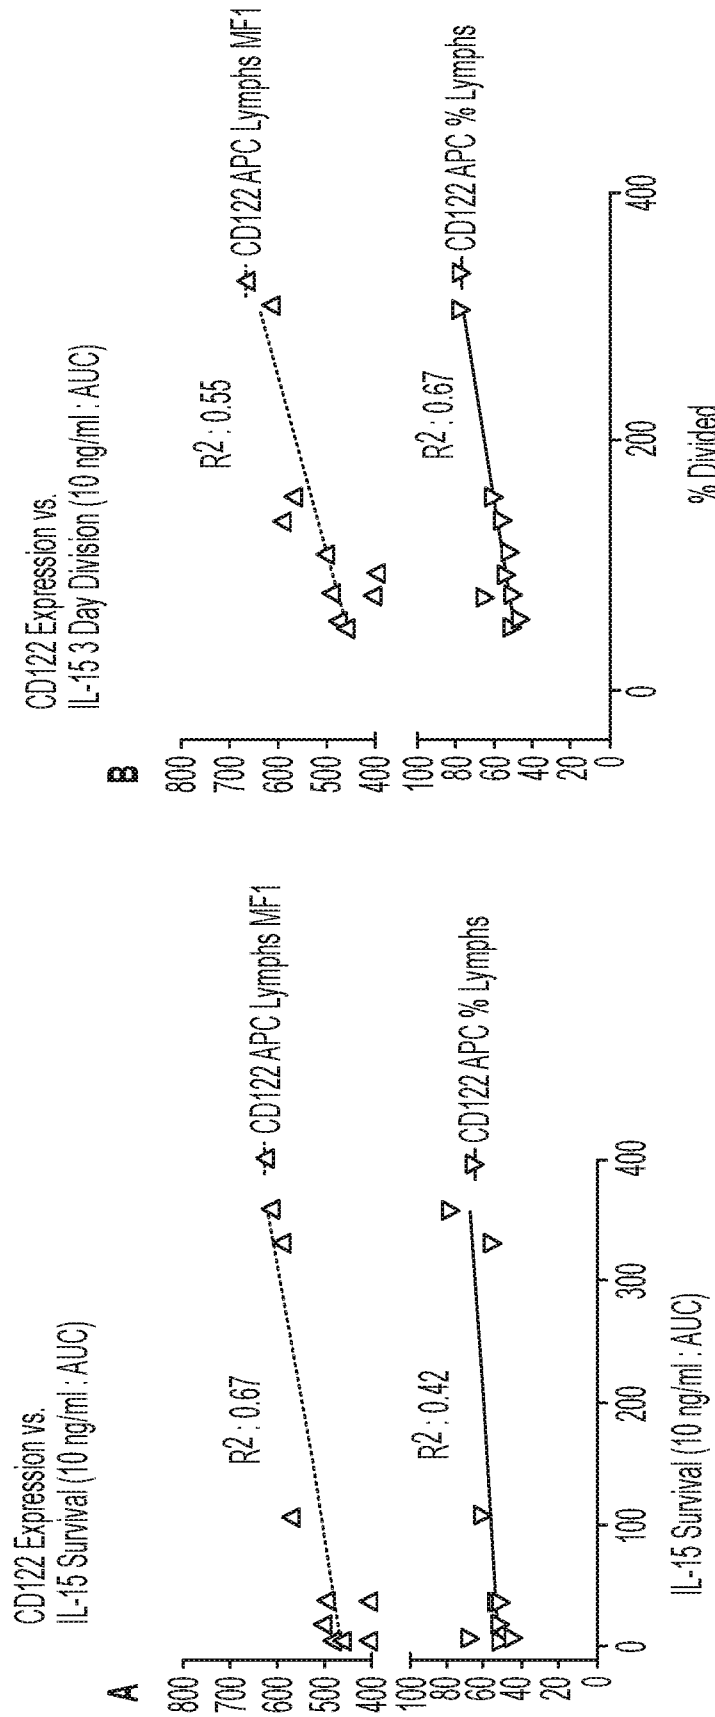 A
CD122 Expression vs.
IL-15 Survival (10 ng/ml : AUC)
800
700
600
500
400
R2 : 0.67
CD122 APC Lymphs MF1
100
80
60
40
20
0
R2 : 0.42
CD122 APC % Lymphs
0
100
200
300
400
IL-15 Survival (10 ng/ml : AUC)
B
CD122 Expression vs.
IL-15 3 Day Division (10 ng/ml : AUC)
800
700
600
500
400
R2 : 0.55
CD122 APC Lymphs MF1
100
80
60
40
20
0
R2 : 0.67
CD122 APC % Lymphs
0
200
400
% Divided